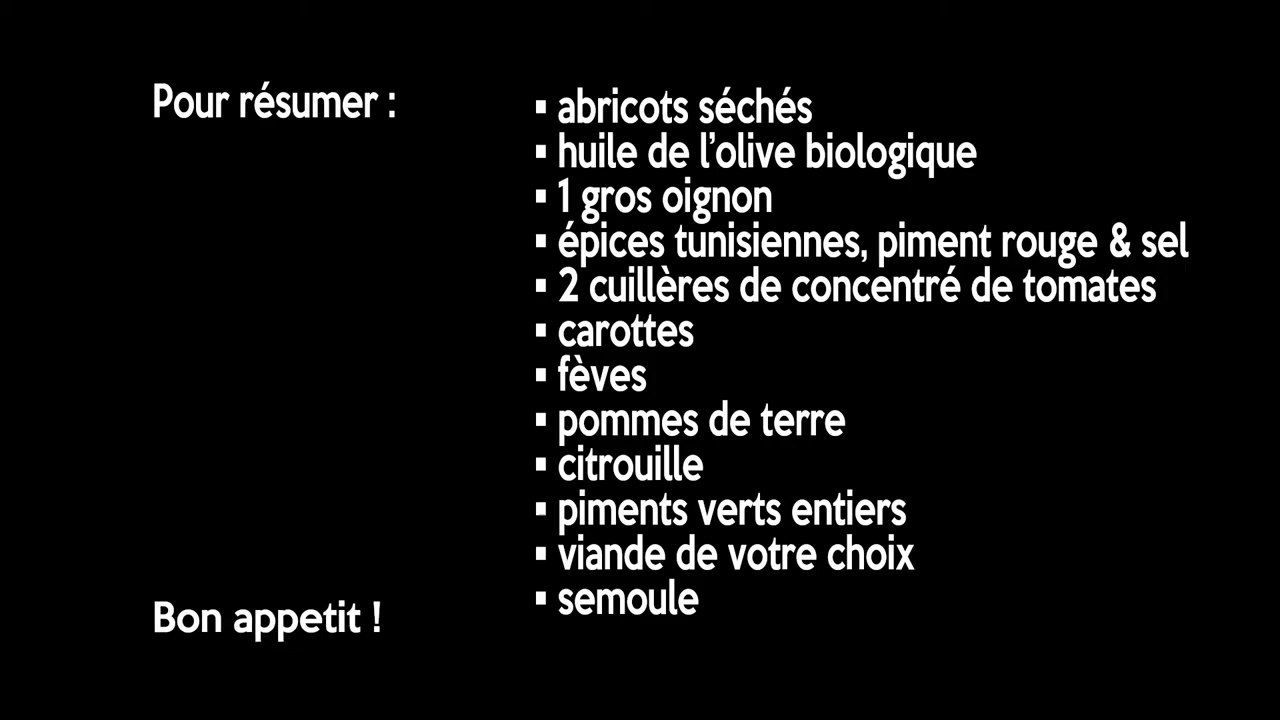 Pour résumer :
▪ abricots séchés
▪ huile de l’olive biologique
▪ 1 gros oignon
▪ épices tunisiennes, piment rouge & sel
▪ 2 cuillères de concentré de tomates
▪ carottes
▪ fèves
▪ pommes de terre
▪ citrouille
▪ piments verts entiers
▪ viande de votre choix
▪ semoule
Bon appetit !